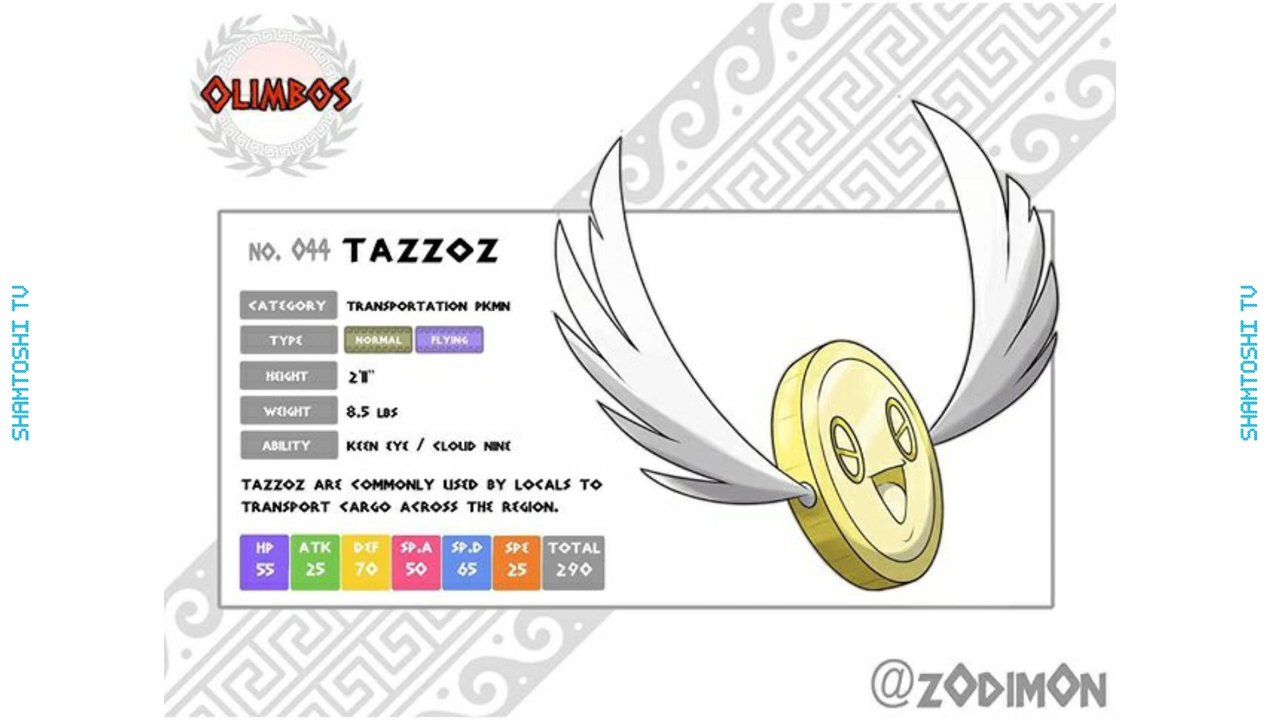 OLIMBOS
NO. 044 TAZZOZ
CATEGORY TRANSPORTATION PKMN
TYPE NORMAL FLYING
HEIGHT 2'11"
WEIGHT 8.5 LBS
ABILITY KEEN EYE / CLOUD NINE
TAZZOZ ARE COMMONLY USED BY LOCALS TO
TRANSPORT CARGO ACROSS THE REGION.
HP ATK DEF SP.A SP.D SPE TOTAL
55 25 70 50 65 25 290
@ZODIMON
SHAMTOSHI TV
SHAMTOSHI TV